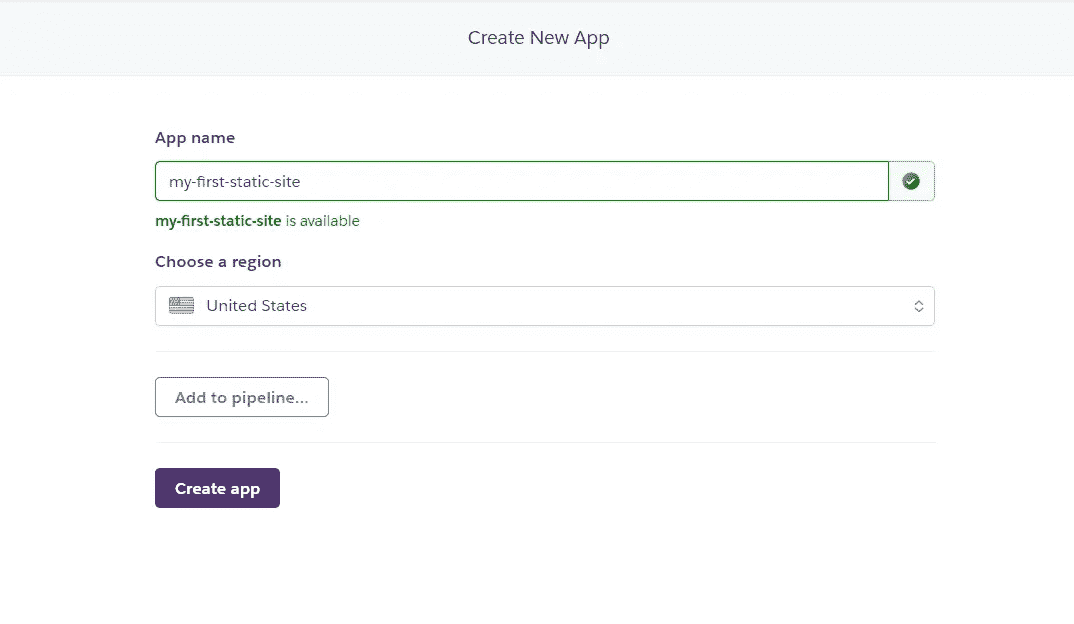 Create New App
App name
my-first-static-site
my-first-static-site is available
Choose a region
United States
Add to pipeline...
Create app